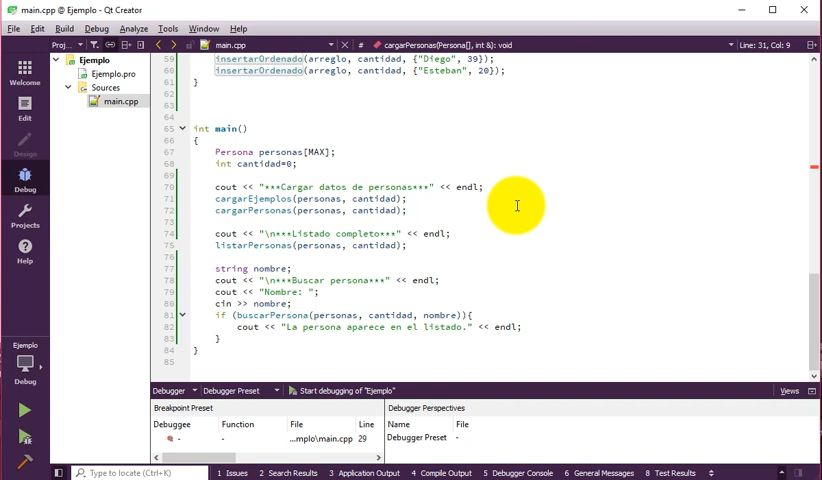 main.cpp @ Ejemplo - Qt Creator
File Edit Build Debug Analyze Tools Window Help
Proj... main.cpp # cargarPersonas(Persona[], int &): void Line: 31, Col: 9
Welcome
Edit
Design
Debug
Projects
Help
Ejemplo
Debug
Ejemplo
Ejemplo.pro
Sources
main.cpp
59 insertarOrdenado(arreglo, cantidad, {"Diego", 39});
60 insertarOrdenado(arreglo, cantidad, {"Esteban", 20});
61 }
62
63
64
65 int main()
66 {
67 Persona personas[MAX];
68 int cantidad=0;
69
70 cout << "***Cargar datos de personas***" << endl;
71 cargarEjemplos(personas, cantidad);
72 cargarPersonas(personas, cantidad);
73
74 cout << "\n***Listado completo***" << endl;
75 listarPersonas(personas, cantidad);
76
77 string nombre;
78 cout << "\n***Buscar persona***" << endl;
79 cout << "Nombre: ";
80 cin >> nombre;
81 if (buscarPersona(personas, cantidad, nombre)){
82 cout << "La persona aparece en el listado." << endl;
83 }
84 }
85
Debugger Debugger Preset Start debugging of "Ejemplo" Views
Breakpoint Preset
Debuggee Function File Line
- - ...mplo\main.cpp 29
Debugger Perspectives
Name File
Debugger Preset -
Type to locate (Ctrl+K) 1 Issues 2 Search Results 3 Application Output 4 Compile Output 5 Debugger Console 6 General Messages 8 Test Results